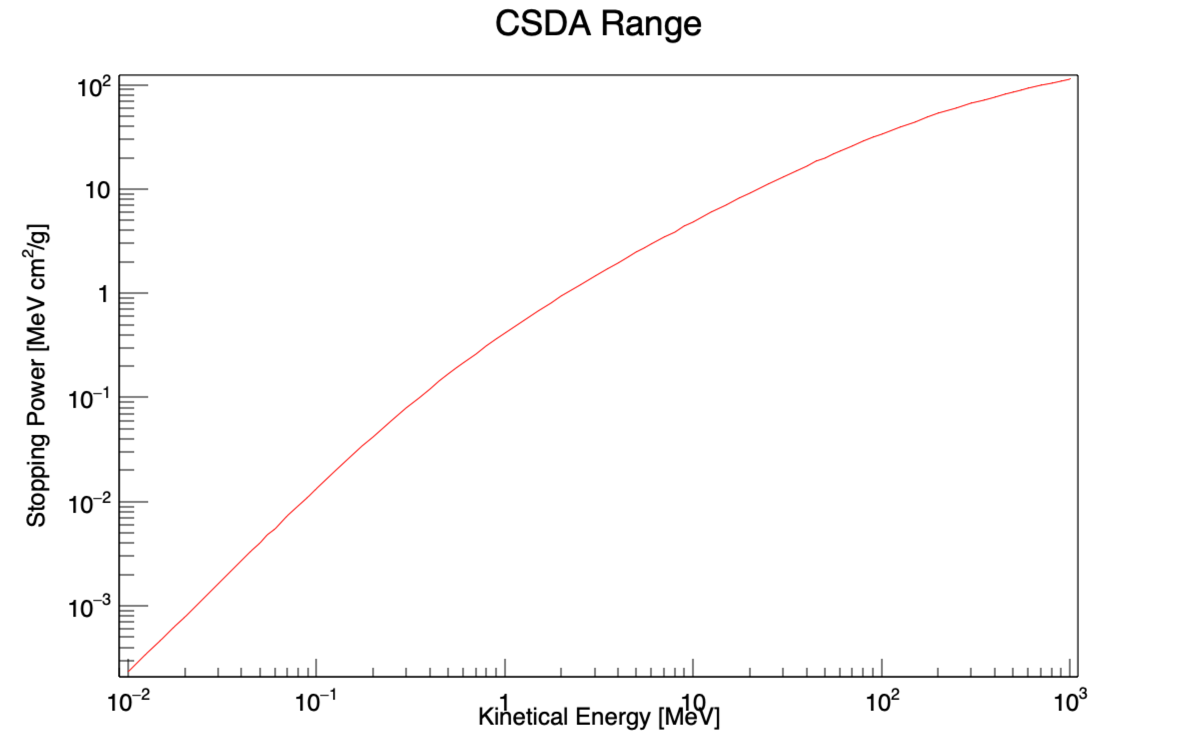 CSDA Range
Stopping Power [MeV cm²/g]
10²
10
1
10⁻¹
10⁻²
10⁻³
10⁻² 10⁻¹ 1 10 10² 10³
Kinetical Energy [MeV]